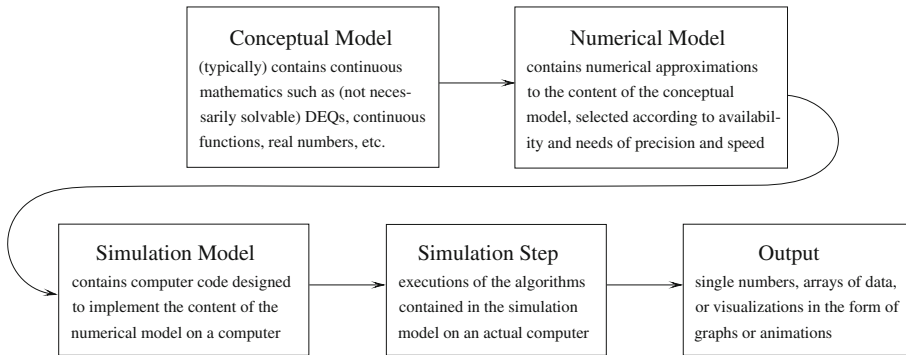 Conceptual Model
(typically) contains continuous
mathematics such as (not neces-
sarily solvable) DEQs, continuous
functions, real numbers, etc.
Numerical Model
contains numerical approximations
to the content of the conceptual
model, selected according to availabil-
ity and needs of precision and speed
Simulation Model
contains computer code designed
to implement the content of the
numerical model on a computer
Simulation Step
executions of the algorithms
contained in the simulation
model on an actual computer
Output
single numbers, arrays of data,
or visualizations in the form of
graphs or animations